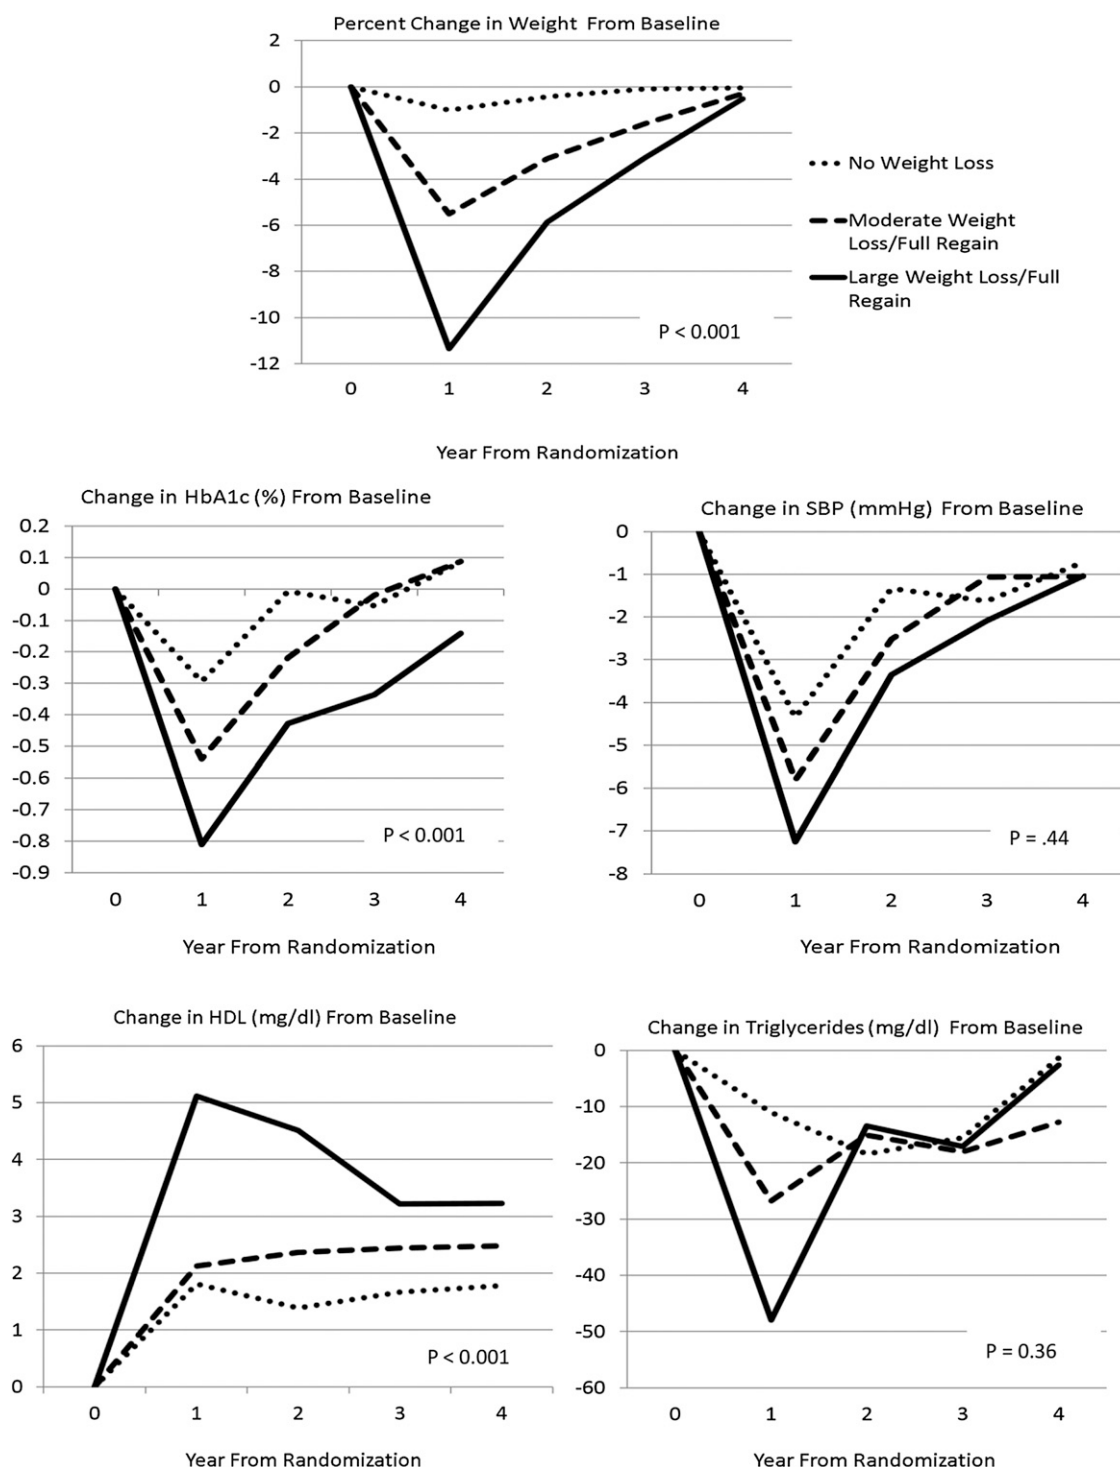 Percent Change in Weight From Baseline
2
0
-2
-4
-6
-8
-10
-12
0 1 2 3 4
P < 0.001
Year From Randomization
No Weight Loss
Moderate Weight
Loss/Full Regain
Large Weight Loss/Full
Regain
Change in HbA1c (%) From Baseline
0.2
0.1
0
-0.1
-0.2
-0.3
-0.4
-0.5
-0.6
-0.7
-0.8
-0.9
P < 0.001
0 1 2 3 4
Year From Randomization
Change in SBP (mmHg) From Baseline
0
-1
-2
-3
-4
-5
-6
-7
-8
P = .44
0 1 2 3 4
Year From Randomization
Change in HDL (mg/dl) From Baseline
6
5
4
3
2
1
0
P < 0.001
0 1 2 3 4
Year From Randomization
Change in Triglycerides (mg/dl) From Baseline
0
-10
-20
-30
-40
-50
-60
P = 0.36
0 1 2 3 4
Year From Randomization